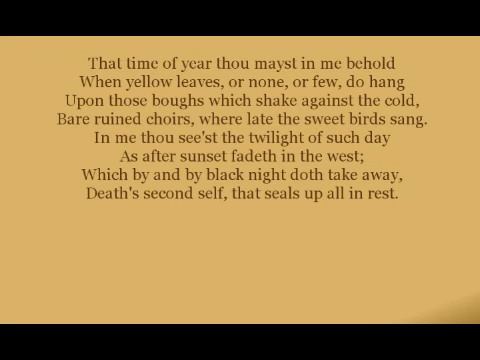 That time of year thou mayst in me behold
When yellow leaves, or none, or few, do hang
Upon those boughs which shake against the cold,
Bare ruined choirs, where late the sweet birds sang.
In me thou see'st the twilight of such day
As after sunset fadeth in the west;
Which by and by black night doth take away,
Death's second self, that seals up all in rest.